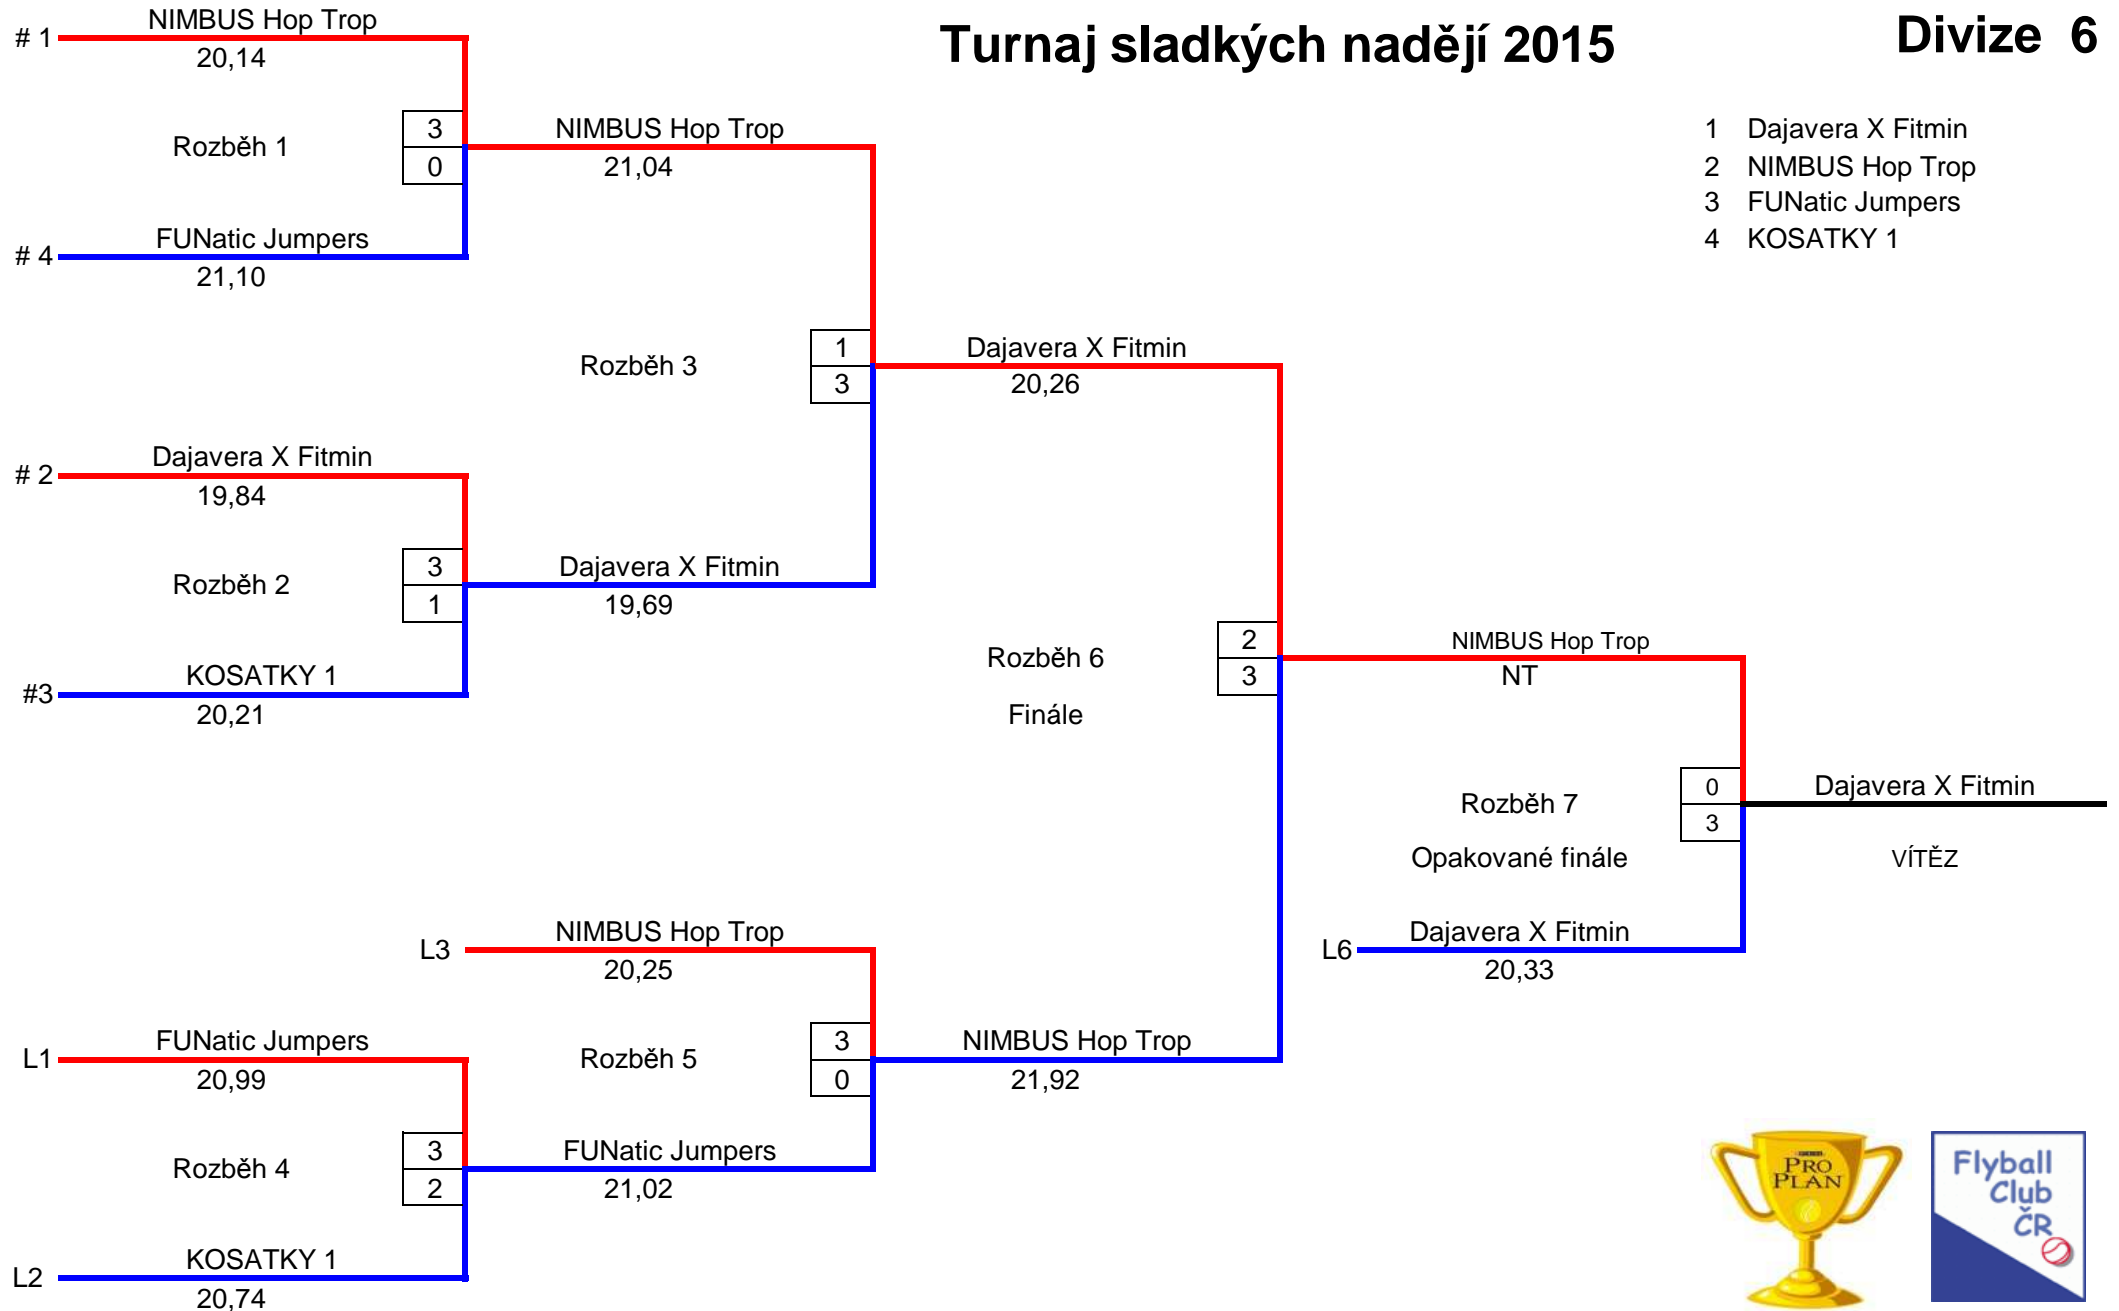 Turnaj sladkých nadějí 2015
Divize 6
1 Dajavera X Fitmin
2 NIMBUS Hop Trop
3 FUNatic Jumpers
4 KOSATKY 1
# 1
NIMBUS Hop Trop
20,14
Rozběh 1
3
0
# 4
FUNatic Jumpers
21,10
NIMBUS Hop Trop
21,04
Rozběh 3
1
3
Dajavera X Fitmin
20,26
# 2
Dajavera X Fitmin
19,84
Rozběh 2
3
1
#3
KOSATKY 1
20,21
Dajavera X Fitmin
19,69
Rozběh 6
2
3
Finále
NIMBUS Hop Trop
NT
Rozběh 7
0
3
Opakované finále
Dajavera X Fitmin
VÍTĚZ
L6
Dajavera X Fitmin
20,33
L3
NIMBUS Hop Trop
20,25
Rozběh 5
3
0
NIMBUS Hop Trop
21,92
L1
FUNatic Jumpers
20,99
Rozběh 4
3
2
FUNatic Jumpers
21,02
L2
KOSATKY 1
20,74
PRO
PLAN
Flyball
Club
ČR